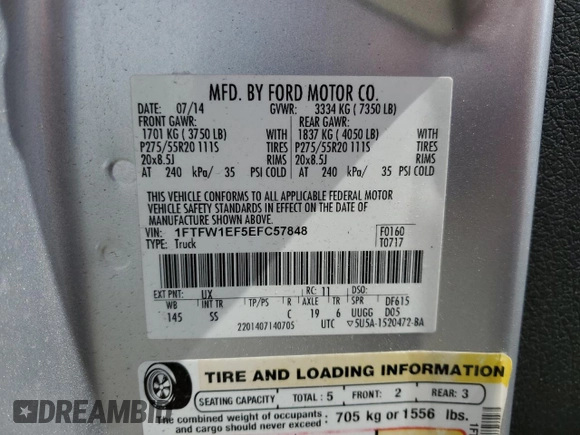 MFD. BY FORD MOTOR CO.
DATE: 07/14 GVWR: 3334 KG ( 7350 LB)
FRONT GAWR: REAR GAWR:
1701 KG ( 3750 LB) WITH 1837 KG ( 4050 LB) WITH
P275/55R20 111S TIRES P275/55R20 111S TIRES
20x8.5J RIMS 20x8.5J RIMS
AT 240 kPa/ 35 PSI COLD AT 240 kPa/ 35 PSI COLD
THIS VEHICLE CONFORMS TO ALL APPLICABLE FEDERAL MOTOR
VEHICLE SAFETY STANDARDS IN EFFECT ON THE DATE OF
MANUFACTURE SHOWN ABOVE.
VIN: 1FTFW1EF5EFC57848 F0160
TYPE: Truck T0717
EXT PNT: UX RC: 11 DSO:
WB INT TR TP/PS R AXLE TR SPR DF615
145 SS C 19 6 UUGG D05
2201407140705 UTC ▽5U5A-1520472-BA
TIRE AND LOADING INFORMATION
SEATING CAPACITY TOTAL : 5 FRONT: 2 REAR: 3
The combined weight of occupants and cargo should never exceed : 705 kg or 1556 lbs.
1F
DREAMBID